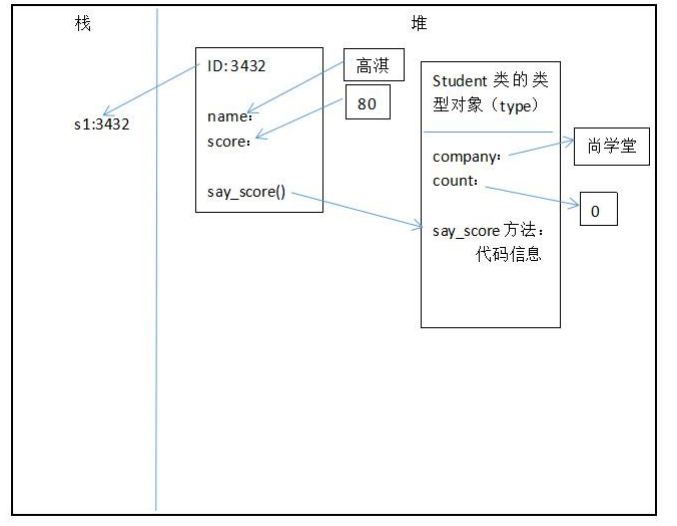 栈
堆
s1:3432
ID:3432
name：
score：
say_score()
高淇
80
Student 类的类
型对象（type）
company：
count：
say_score 方法：
代码信息
尚学堂
0